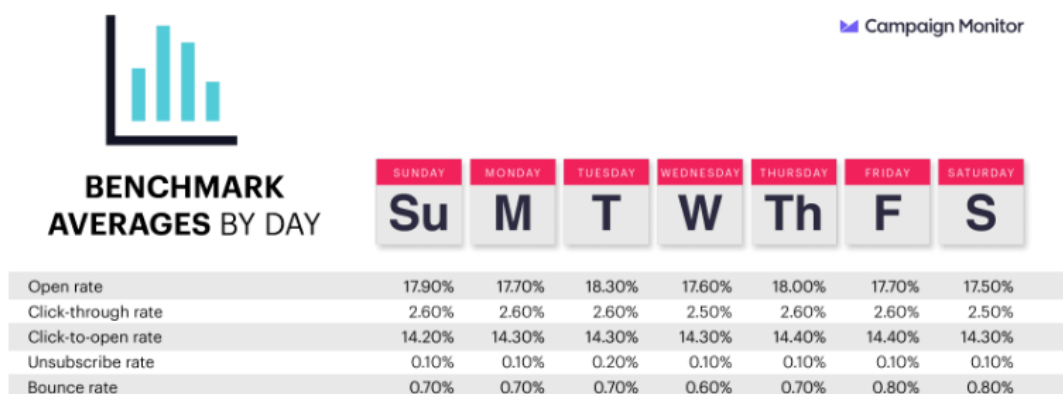 Campaign Monitor
BENCHMARK
AVERAGES BY DAY
SUNDAY MONDAY TUESDAY WEDNESDAY THURSDAY FRIDAY SATURDAY
Su M T W Th F S
Open rate 17.90% 17.70% 18.30% 17.60% 18.00% 17.70% 17.50%
Click-through rate 2.60% 2.60% 2.60% 2.50% 2.60% 2.60% 2.50%
Click-to-open rate 14.20% 14.30% 14.30% 14.30% 14.40% 14.40% 14.30%
Unsubscribe rate 0.10% 0.10% 0.20% 0.10% 0.10% 0.10% 0.10%
Bounce rate 0.70% 0.70% 0.70% 0.60% 0.70% 0.80% 0.80%